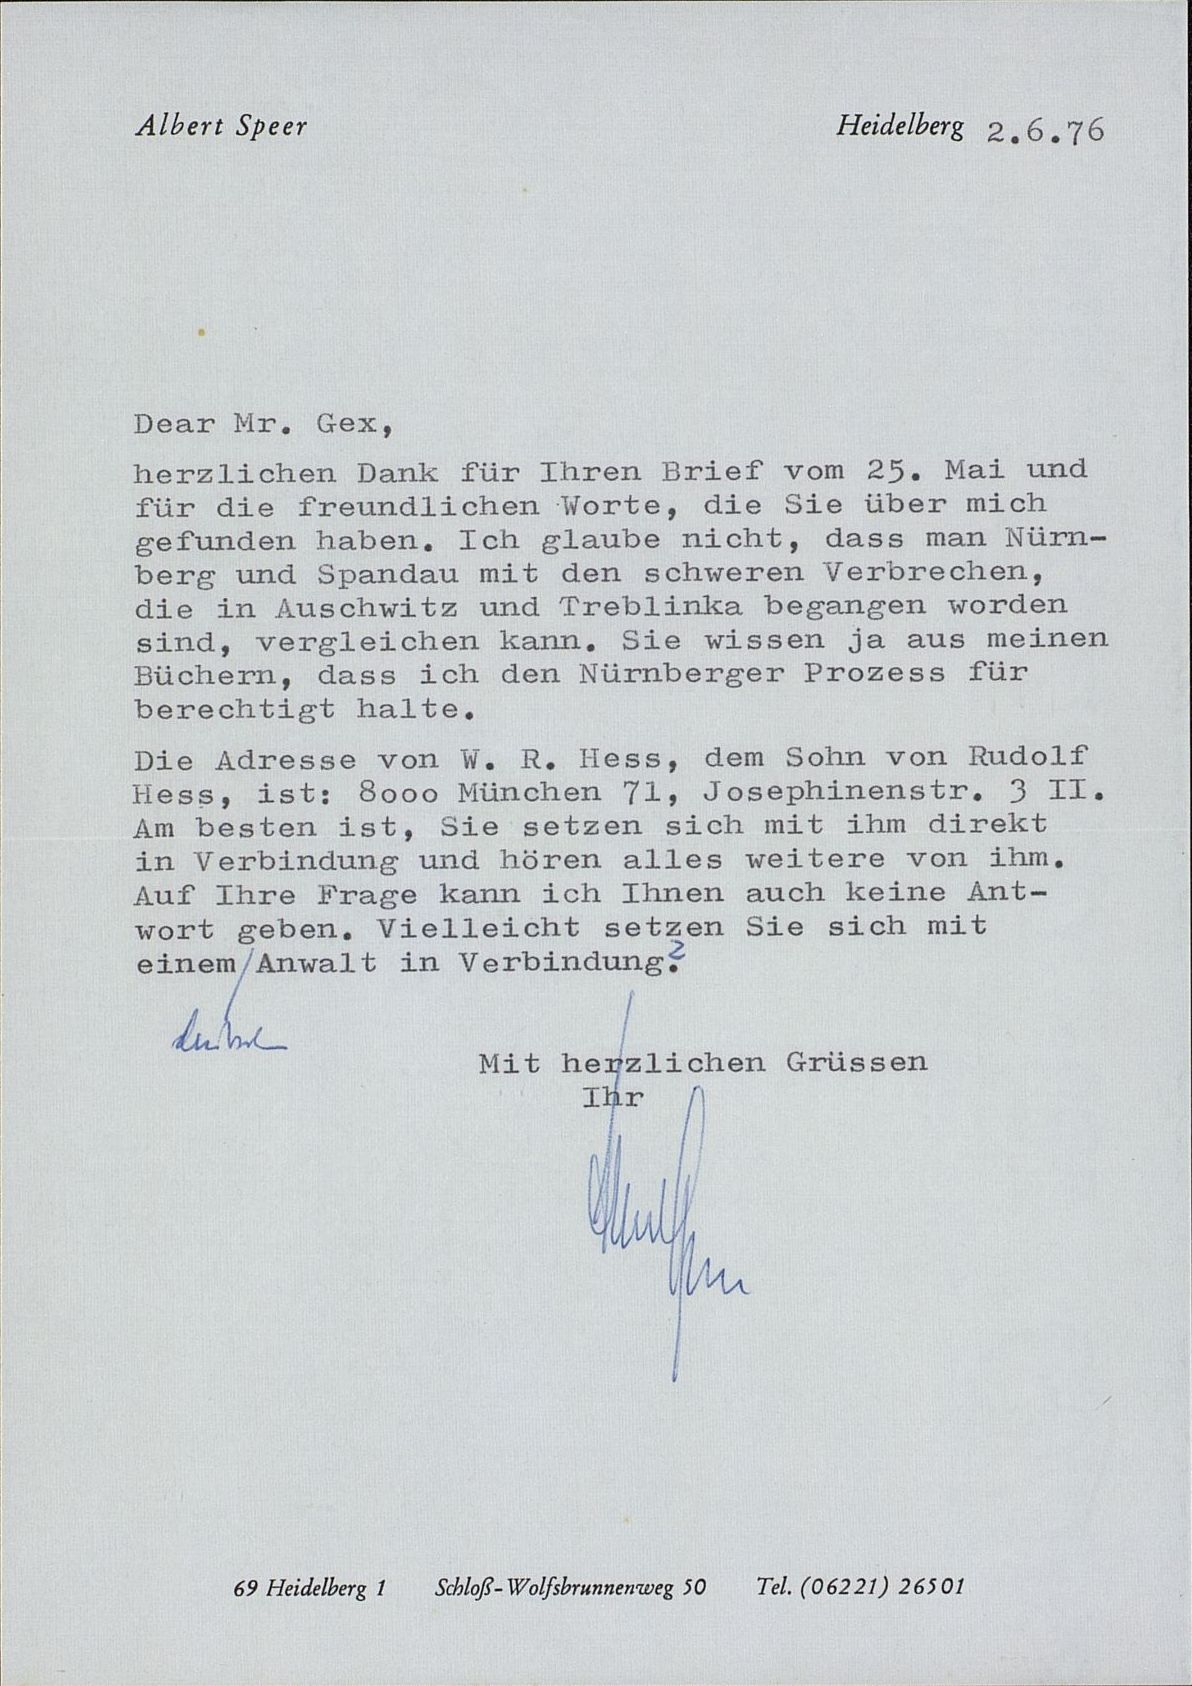 Albert Speer
Heidelberg 2.6.76
Dear Mr. Gex,
herzlichen Dank für Ihren Brief vom 25. Mai und
für die freundlichen Worte, die Sie über mich
gefunden haben. Ich glaube nicht, dass man Nürn-
berg und Spandau mit den schweren Verbrechen,
die in Auschwitz und Treblinka begangen worden
sind, vergleichen kann. Sie wissen ja aus meinen
Büchern, dass ich den Nürnberger Prozess für
berechtigt halte.
Die Adresse von W. R. Hess, dem Sohn von Rudolf
Hess, ist: 8000 München 71, Josephinenstr. 3 II.
Am besten ist, Sie setzen sich mit ihm direkt
in Verbindung und hören alles weitere von ihm.
Auf Ihre Frage kann ich Ihnen auch keine Ant-
wort geben. Vielleicht setzen Sie sich mit
einem Anwalt in Verbindung?
Mit herzlichen Grüssen
Ihr
69 Heidelberg 1 Schloß-Wolfsbrunnenweg 50 Tel. (06221) 26501